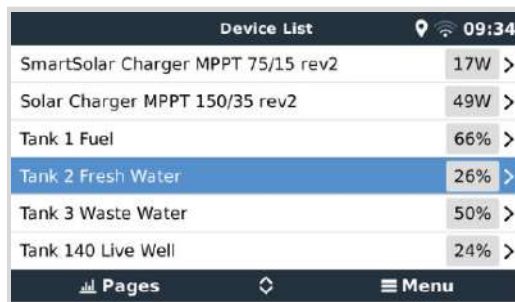 Device List 09:34
SmartSolar Charger MPPT 75/15 rev2 17W
Solar Charger MPPT 150/35 rev2 49W
Tank 1 Fuel 66%
Tank 2 Fresh Water 26%
Tank 3 Waste Water 50%
Tank 140 Live Well 24%
Pages Menu